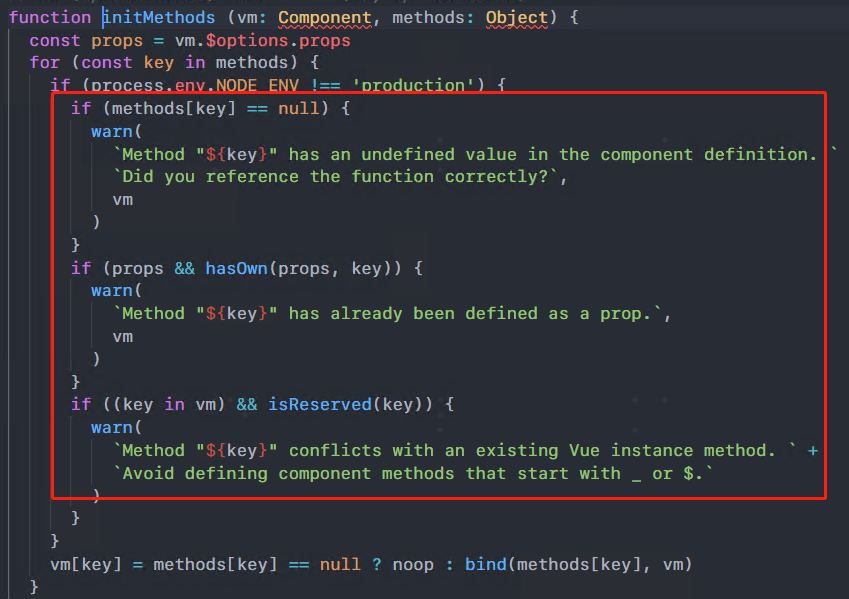 function initMethods (vm: Component, methods: Object) {
const props = vm.$options.props
for (const key in methods) {
if (process.env.NODE_ENV !== 'production') {
if (methods[key] == null) {
warn(
`Method "${key}" has an undefined value in the component definition. `
`Did you reference the function correctly?`,
vm
)
}
if (props && hasOwn(props, key)) {
warn(
`Method "${key}" has already been defined as a prop.`,
vm
)
}
if ((key in vm) && isReserved(key)) {
warn(
`Method "${key}" conflicts with an existing Vue instance method. ` +
`Avoid defining component methods that start with _ or $.`
)
}
}
vm[key] = methods[key] == null ? noop : bind(methods[key], vm)
}